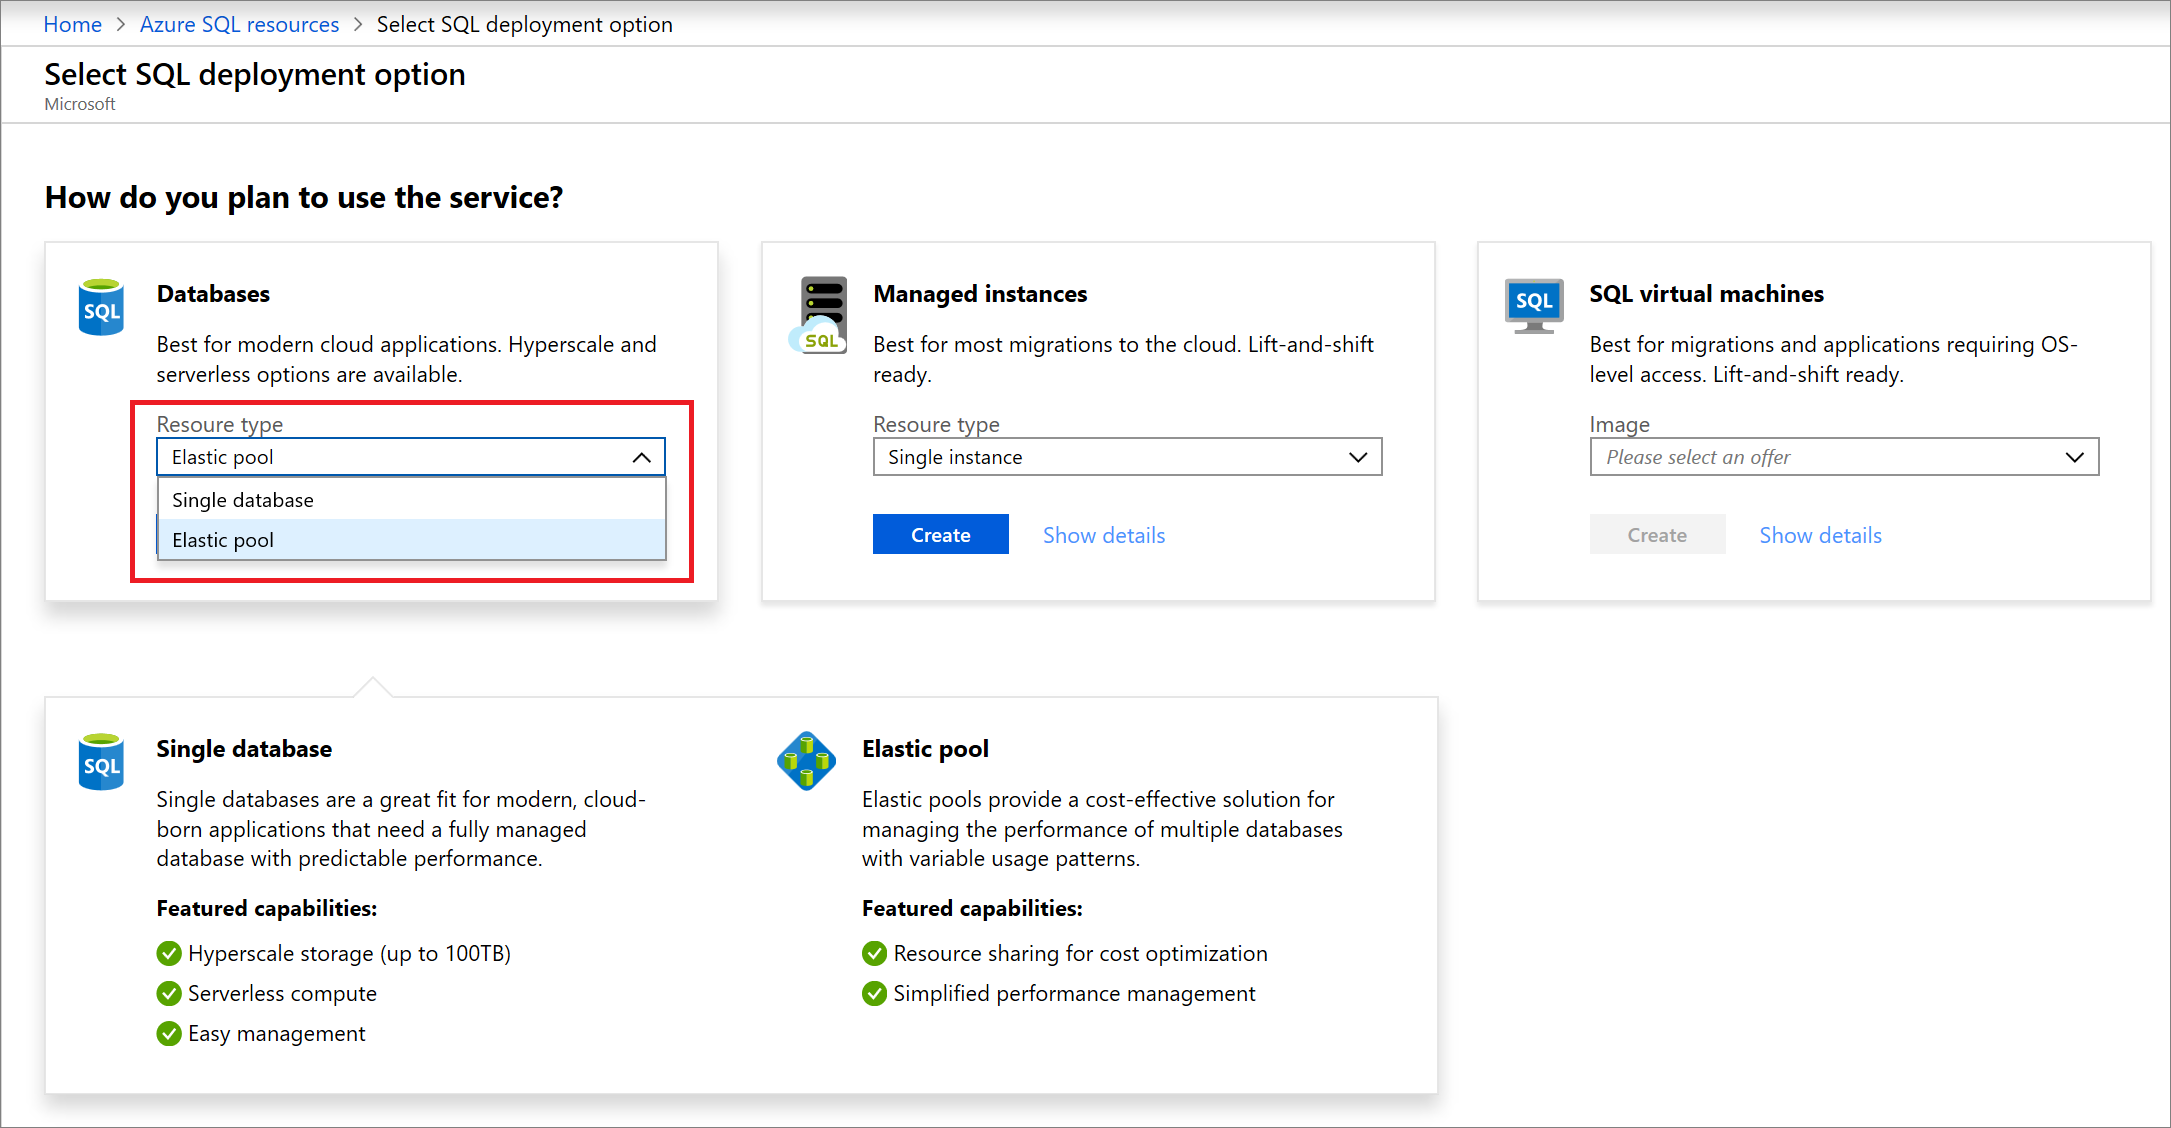 Home > Azure SQL resources > Select SQL deployment option
Select SQL deployment option
Microsoft
How do you plan to use the service?
SQL
Databases
Best for modern cloud applications. Hyperscale and
serverless options are available.
Resoure type
Elastic pool
Single database
Elastic pool
SQL
Managed instances
Best for most migrations to the cloud. Lift-and-shift
ready.
Resoure type
Single instance
Create
Show details
SQL
SQL virtual machines
Best for migrations and applications requiring OS-
level access. Lift-and-shift ready.
Image
Please select an offer
Create
Show details
SQL
Single database
Single databases are a great fit for modern, cloud-
born applications that need a fully managed
database with predictable performance.
Featured capabilities:
Hyperscale storage (up to 100TB)
Serverless compute
Easy management
Elastic pool
Elastic pools provide a cost-effective solution for
managing the performance of multiple databases
with variable usage patterns.
Featured capabilities:
Resource sharing for cost optimization
Simplified performance management